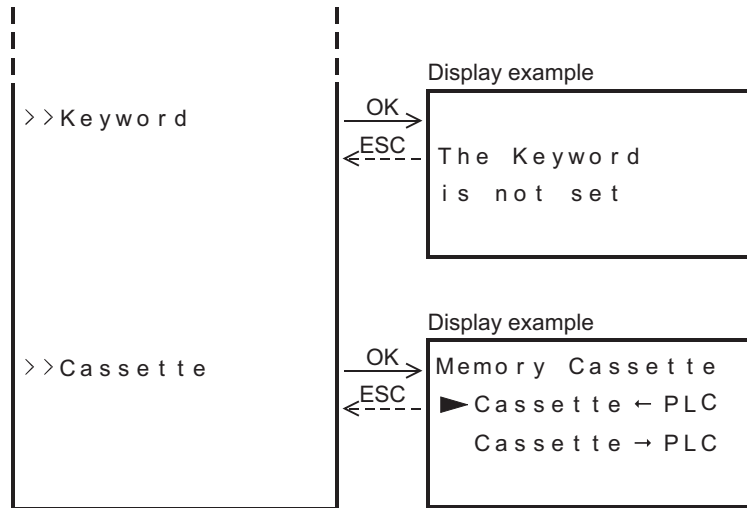 Display example
>>Keyword
OK
ESC
The Keyword
is not set
Display example
>>Cassette
OK
ESC
Memory Cassette
►Cassette ← PLC
Cassette → PLC